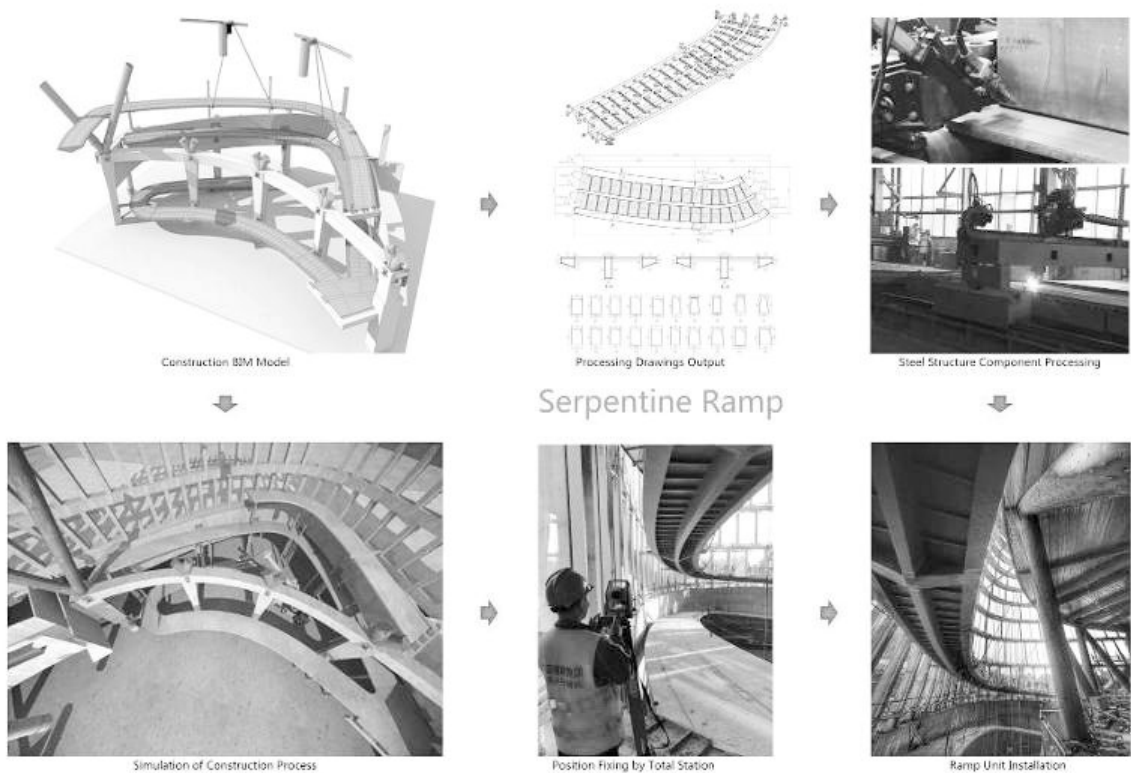 Construction BIM Model
Processing Drawings Output
Steel Structure Component Processing
Serpentine Ramp
Simulation of Construction Process
Position Fixing by Total Station
Ramp Unit Installation